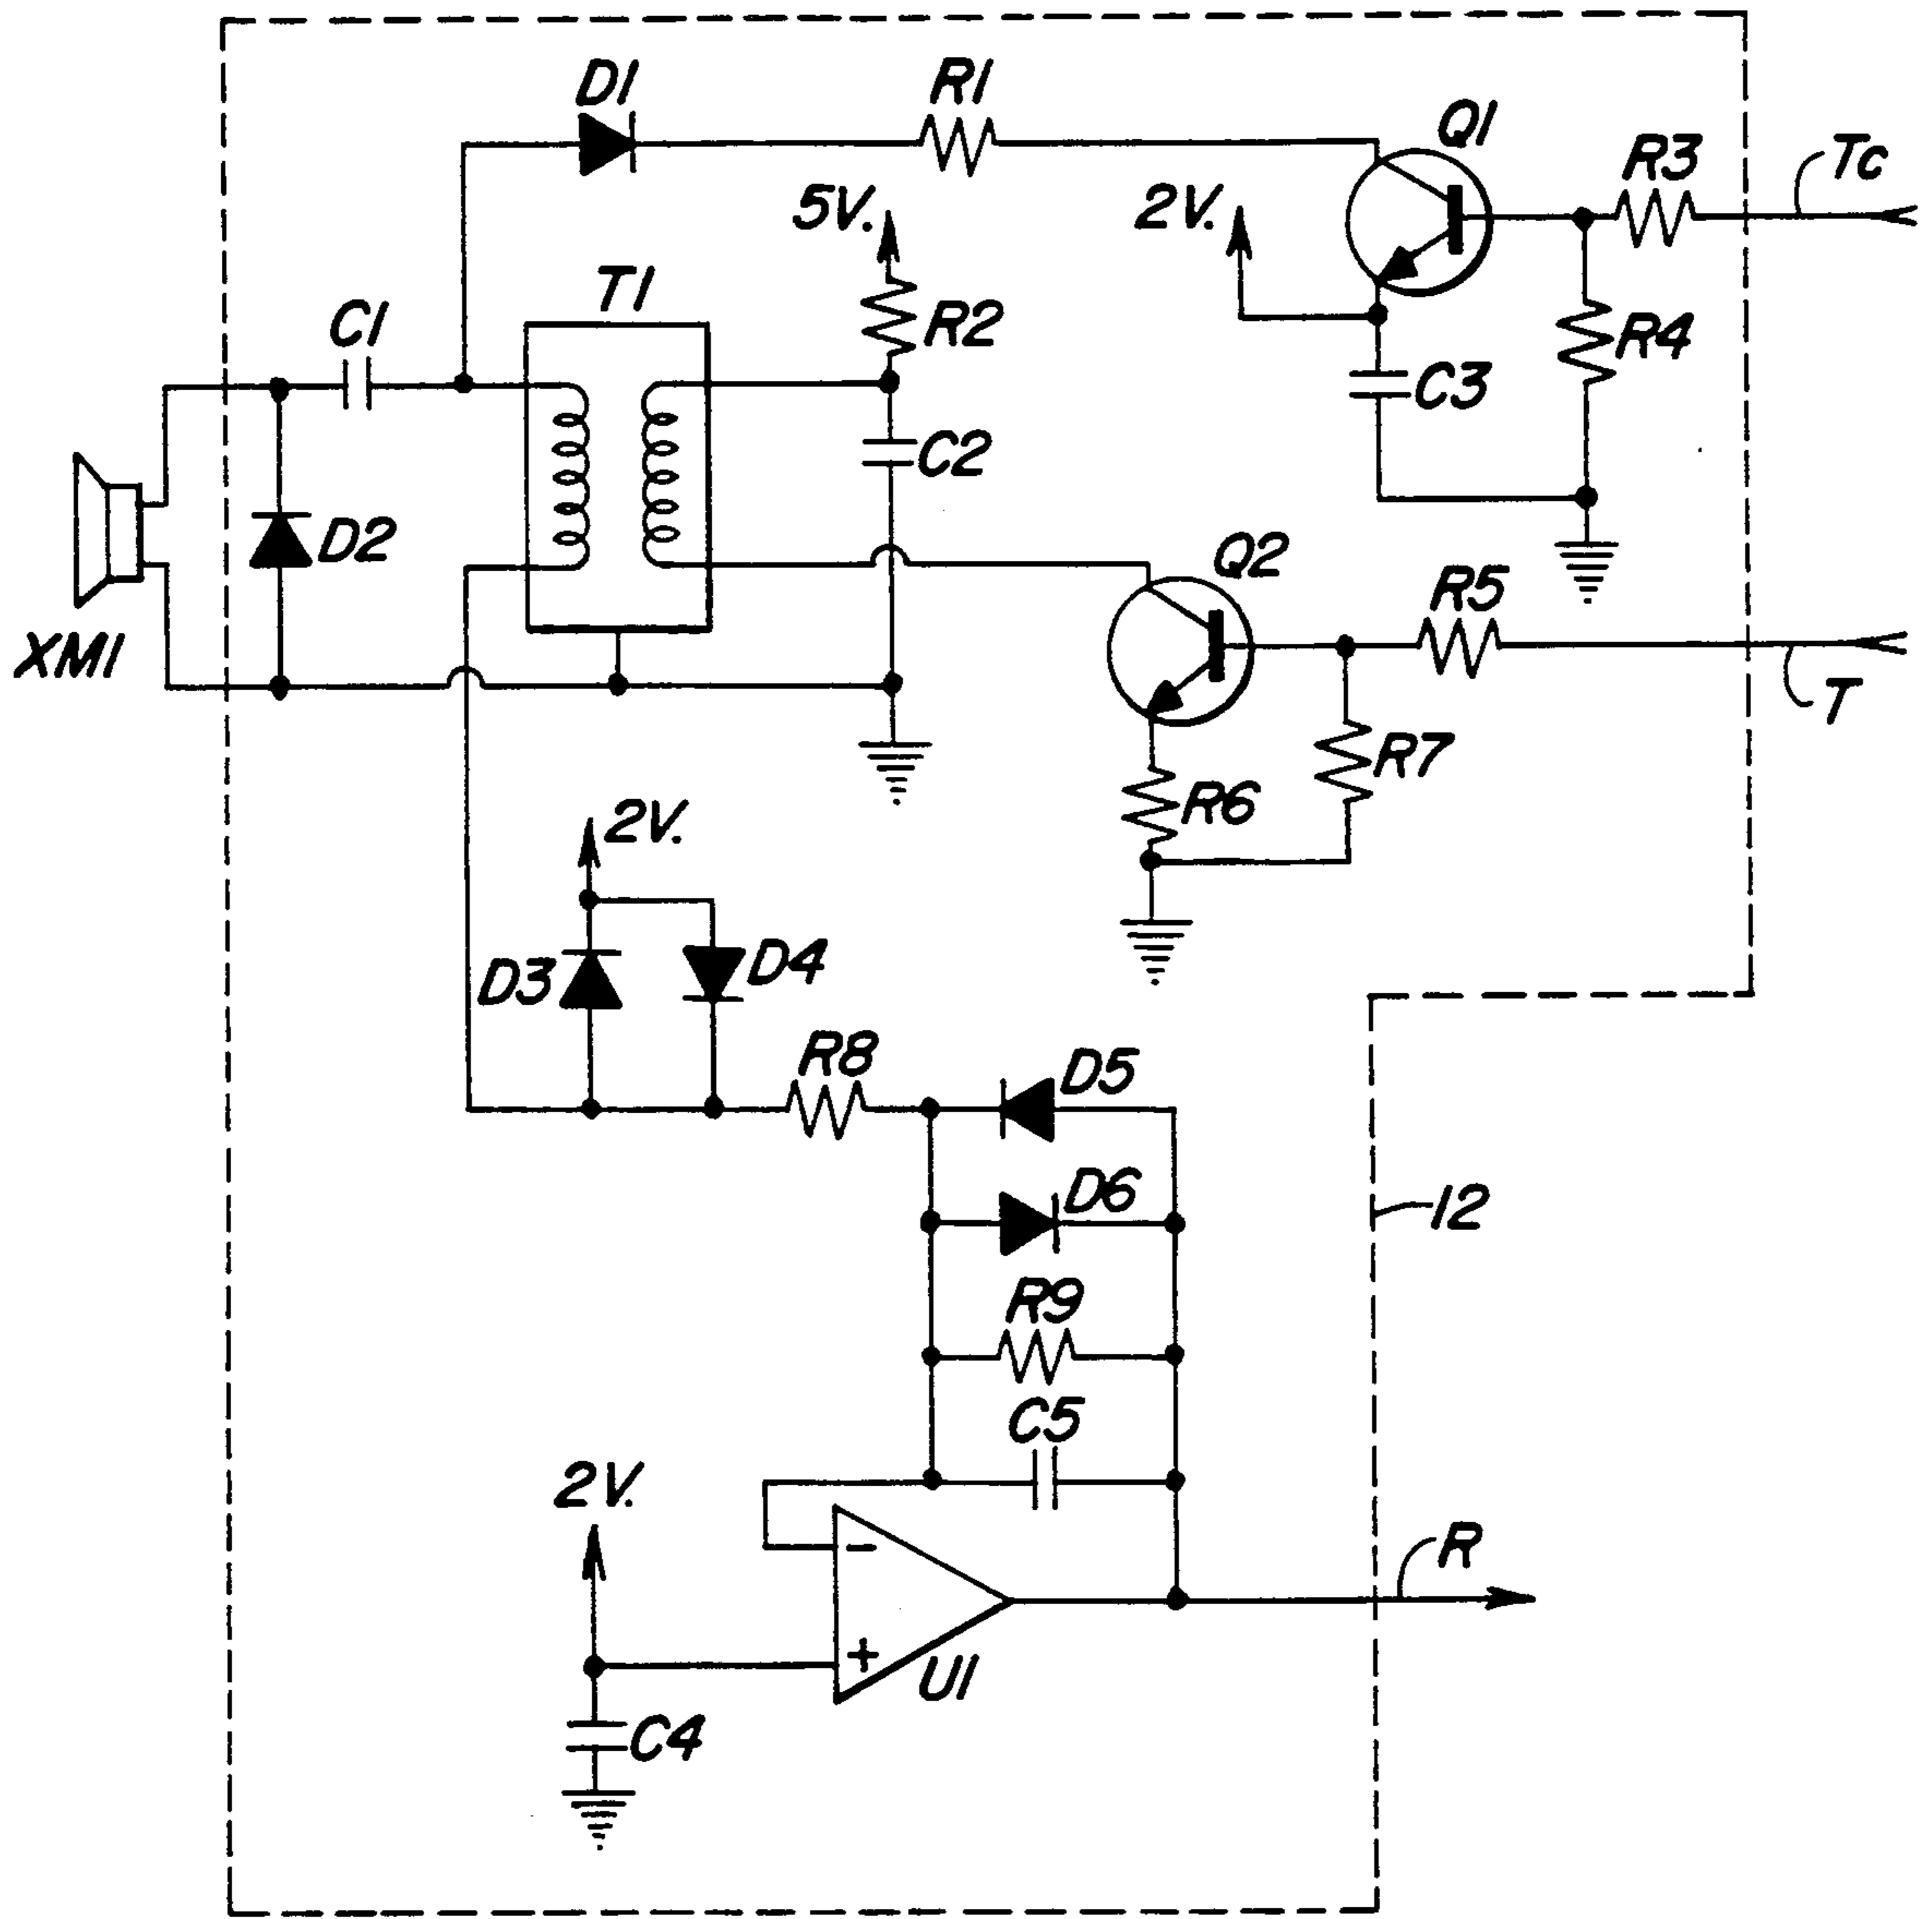 D1
R1
Q1
R3
Tc
5V.
2V.
T1
C1
R2
R4
C3
C2
D2
Q2
R5
XM1
T
R7
R6
2V.
D3
D4
R8
D5
D6
12
R9
C5
2V.
R
-
+
U1
C4